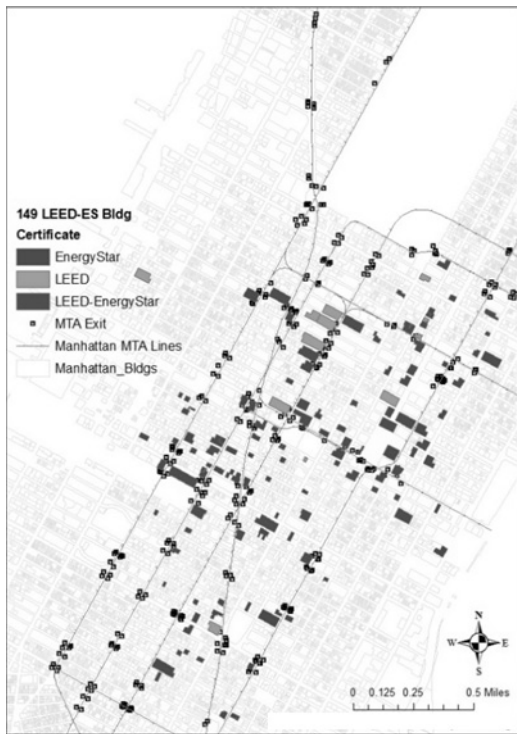 149 LEED-ES Bldg
Certificate
EnergyStar
LEED
LEED-EnergyStar
MTA Exit
Manhattan MTA Lines
Manhattan_Bldgs
N
W E
S
0 0.125 0.25 0.5 Miles